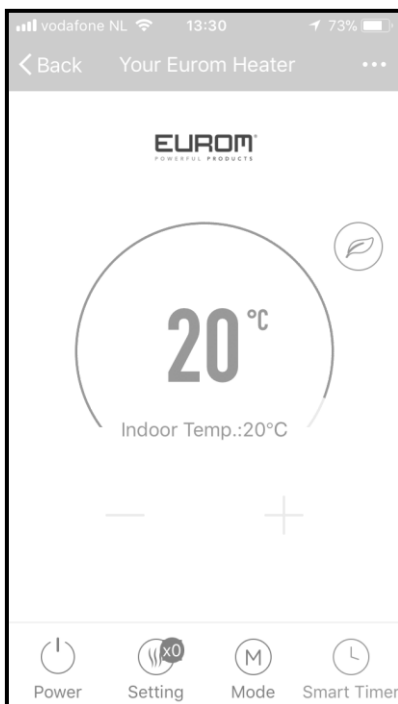 vodafone NL 13:30 73%
Back Your Eurom Heater ...
EUROM
POWERFUL PRODUCTS
20 °C
Indoor Temp.:20°C
— +
x0 M
Power Setting Mode Smart Timer